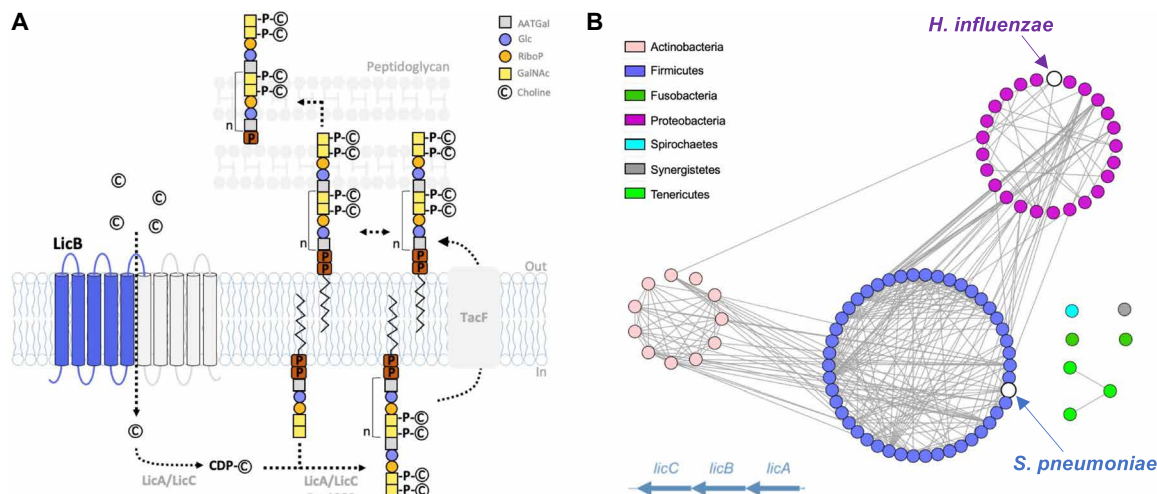 A
P-C
P-C
P-C
P-C
n
P
AATGal
Glc
RiboP
GalNAc
C Choline
Peptidoglycan
P-C
P-C
P-C
P-C
n
P
P
P-C
P-C
P-C
P-C
n
P
P
C
C
C
C
LicB
Out
TacF
In
P
P
P
P
P-C
P-C
n
P-C
P-C
C
CDP-C
LicA/LicC
LicA/LicC
B
Actinobacteria
Firmicutes
Fusobacteria
Proteobacteria
Spirochaetes
Synergistetes
Tenericutes
H. influenzae
S. pneumoniae
licC licB licA